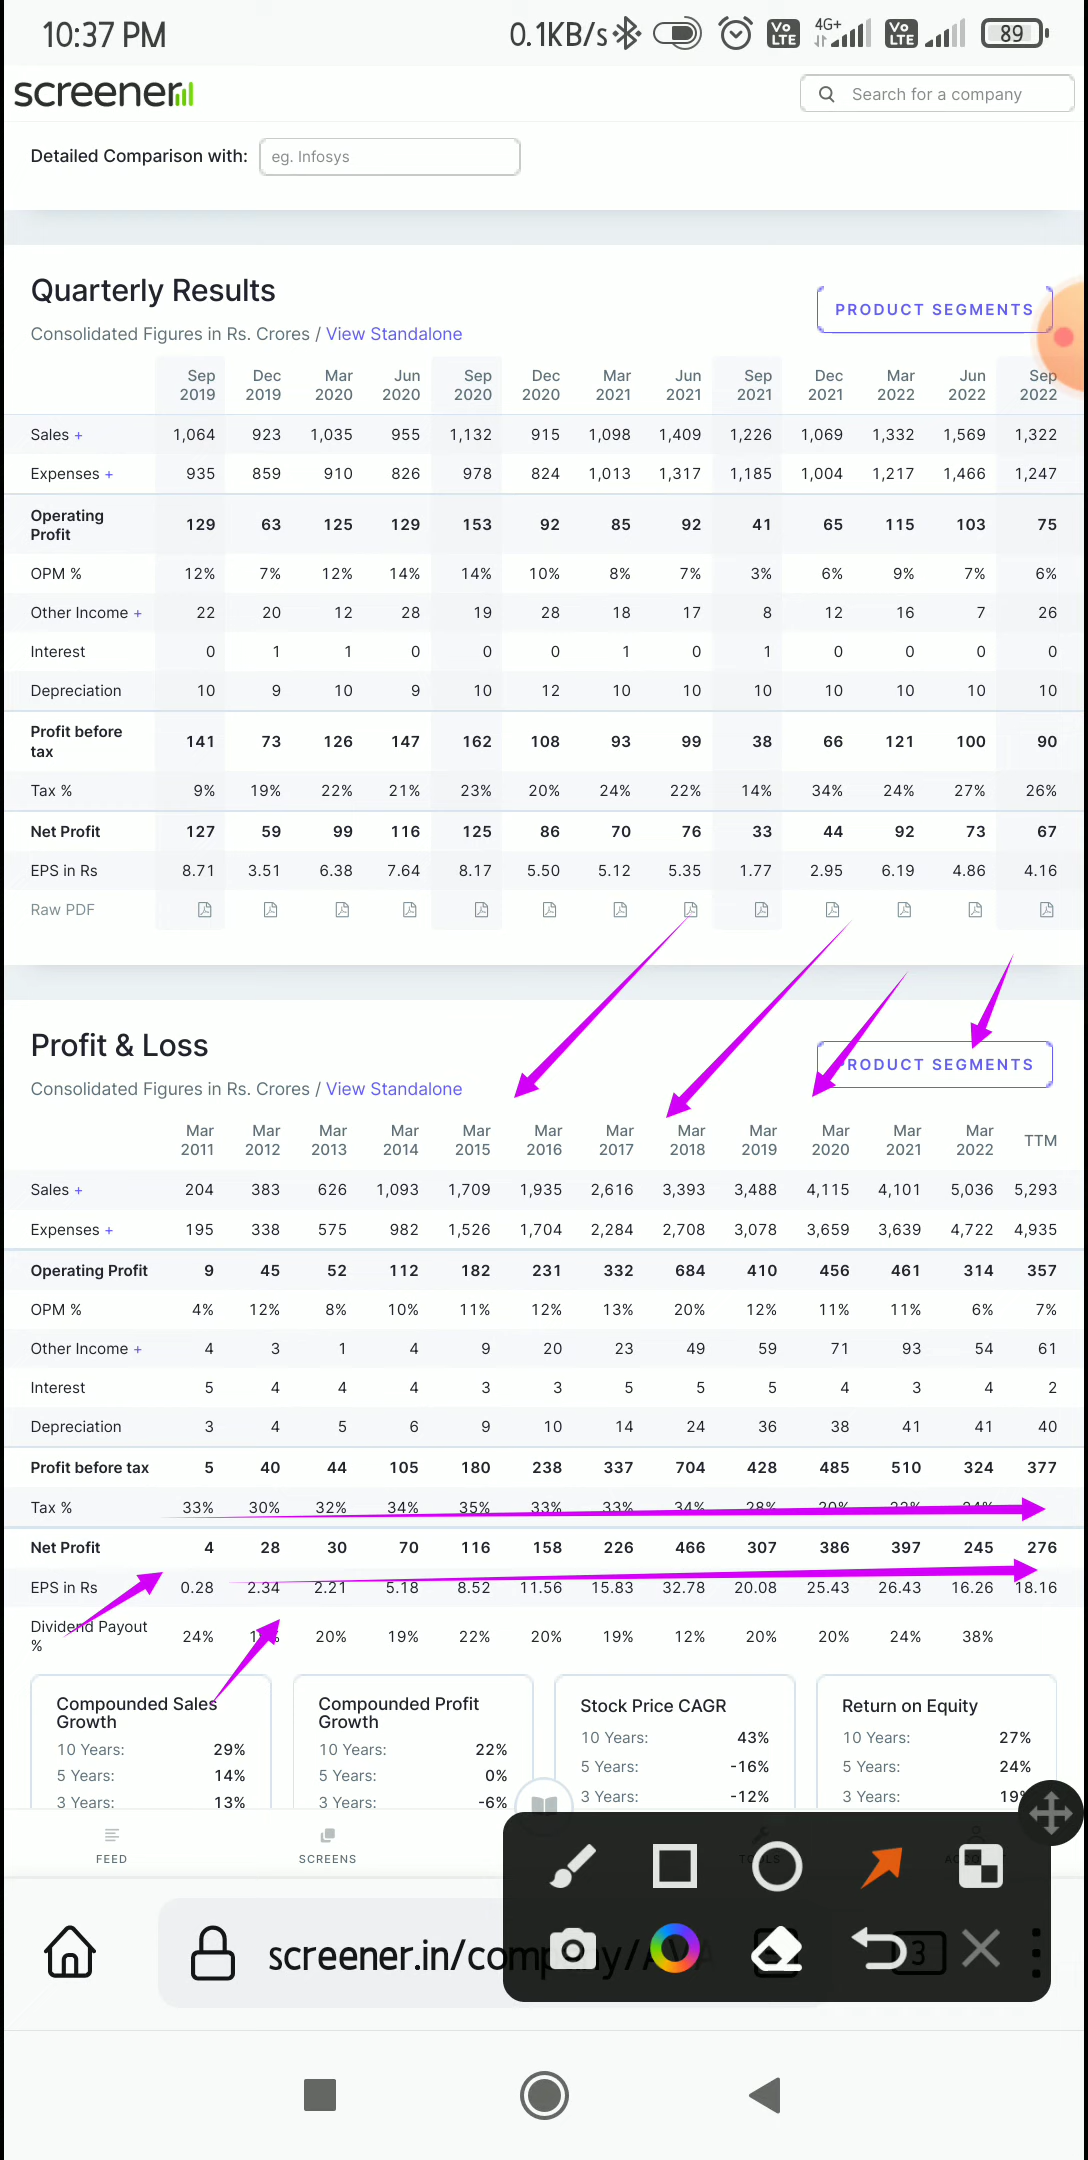 10:37 PM 0.1KB/s 4G+ Vo LTE Vo LTE 89
screener
Search for a company
Detailed Comparison with: eg. Infosys
Quarterly Results
PRODUCT SEGMENTS
Consolidated Figures in Rs. Crores / View Standalone
Sep 2019 Dec 2019 Mar 2020 Jun 2020 Sep 2020 Dec 2020 Mar 2021 Jun 2021 Sep 2021 Dec 2021 Mar 2022 Jun 2022 Sep 2022
Sales + 1,064 923 1,035 955 1,132 915 1,098 1,409 1,226 1,069 1,332 1,569 1,322
Expenses + 935 859 910 826 978 824 1,013 1,317 1,185 1,004 1,217 1,466 1,247
Operating Profit 129 63 125 129 153 92 85 92 41 65 115 103 75
OPM % 12% 7% 12% 14% 14% 10% 8% 7% 3% 6% 9% 7% 6%
Other Income + 22 20 12 28 19 28 18 17 8 12 16 7 26
Interest 0 1 1 0 0 0 1 0 1 0 0 0 0
Depreciation 10 9 10 9 10 12 10 10 10 10 10 10 10
Profit before tax 141 73 126 147 162 108 93 99 38 66 121 100 90
Tax % 9% 19% 22% 21% 23% 20% 24% 22% 14% 34% 24% 27% 26%
Net Profit 127 59 99 116 125 86 70 76 33 44 92 73 67
EPS in Rs 8.71 3.51 6.38 7.64 8.17 5.50 5.12 5.35 1.77 2.95 6.19 4.86 4.16
Raw PDF
Profit & Loss
PRODUCT SEGMENTS
Consolidated Figures in Rs. Crores / View Standalone
Mar 2011 Mar 2012 Mar 2013 Mar 2014 Mar 2015 Mar 2016 Mar 2017 Mar 2018 Mar 2019 Mar 2020 Mar 2021 Mar 2022 TTM
Sales + 204 383 626 1,093 1,709 1,935 2,616 3,393 3,488 4,115 4,101 5,036 5,293
Expenses + 195 338 575 982 1,526 1,704 2,284 2,708 3,078 3,659 3,639 4,722 4,935
Operating Profit 9 45 52 112 182 231 332 684 410 456 461 314 357
OPM % 4% 12% 8% 10% 11% 12% 13% 20% 12% 11% 11% 6% 7%
Other Income + 4 3 1 4 9 20 23 49 59 71 93 54 61
Interest 5 4 4 4 3 3 5 5 5 4 3 4 2
Depreciation 3 4 5 6 9 10 14 24 36 38 41 41 40
Profit before tax 5 40 44 105 180 238 337 704 428 485 510 324 377
Tax % 33% 30% 32% 34% 35% 33% 33% 34% 28% 20% 22% 24%
Net Profit 4 28 30 70 116 158 226 466 307 386 397 245 276
EPS in Rs 0.28 2.34 2.21 5.18 8.52 11.56 15.83 32.78 20.08 25.43 26.43 16.26 18.16
Dividend Payout % 24% 20% 19% 22% 20% 19% 12% 20% 20% 24% 38%
Compounded Sales Growth
10 Years: 29%
5 Years: 14%
3 Years: 13%
Compounded Profit Growth
10 Years: 22%
5 Years: 0%
3 Years: -6%
Stock Price CAGR
10 Years: 43%
5 Years: -16%
3 Years: -12%
Return on Equity
10 Years: 27%
5 Years: 24%
3 Years: 19%
FEED SCREENS
screener.in/company/